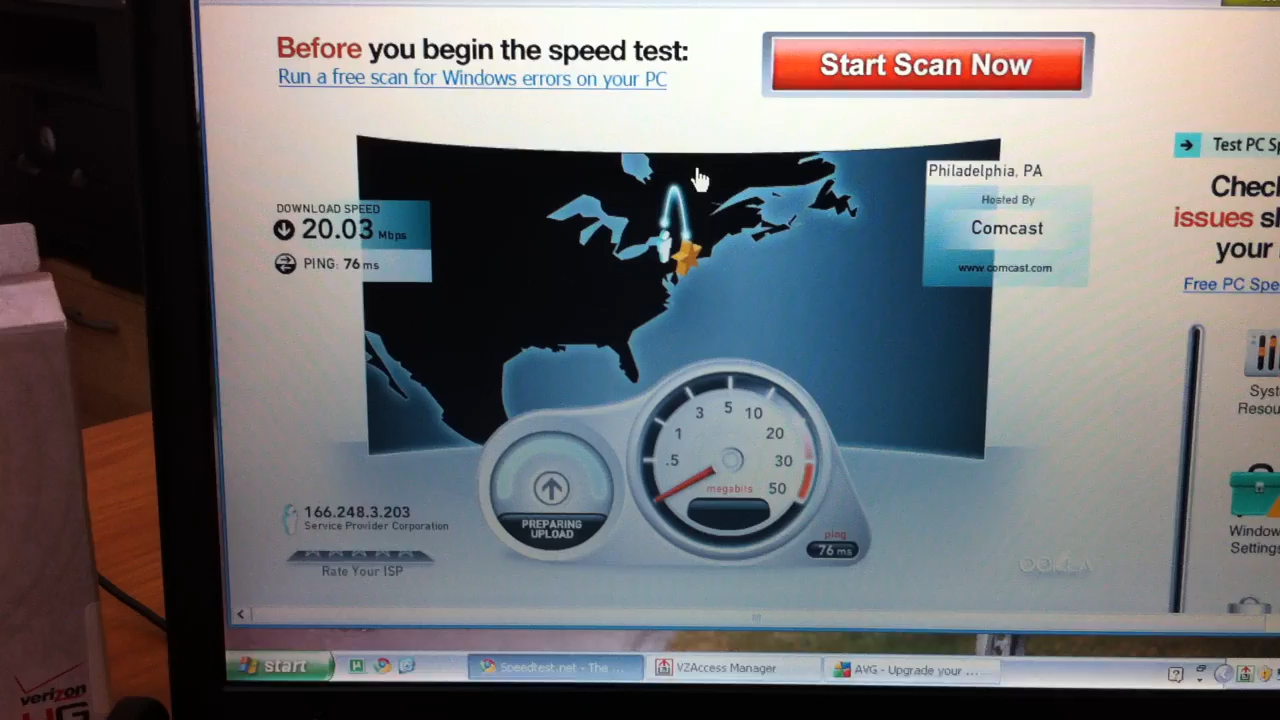 Before you begin the speed test:
Run a free scan for Windows errors on your PC
Start Scan Now
DOWNLOAD SPEED
20.03 Mbps
PING: 76 ms
Philadelphia, PA
Hosted By
Comcast
www.comcast.com
Test PC Sp
Chec
issues si
your
Free PC Spe
Syst
Resou
Window
Settings
.5
1
3
5
10
20
30
50
megabits
PREPARING
UPLOAD
ping
76 ms
166.248.3.203
Service Provider Corporation
Rate Your ISP
OOKLA
start
Speedtest.net - The ...
VZAccess Manager
AVG - Upgrade your ...
verizon